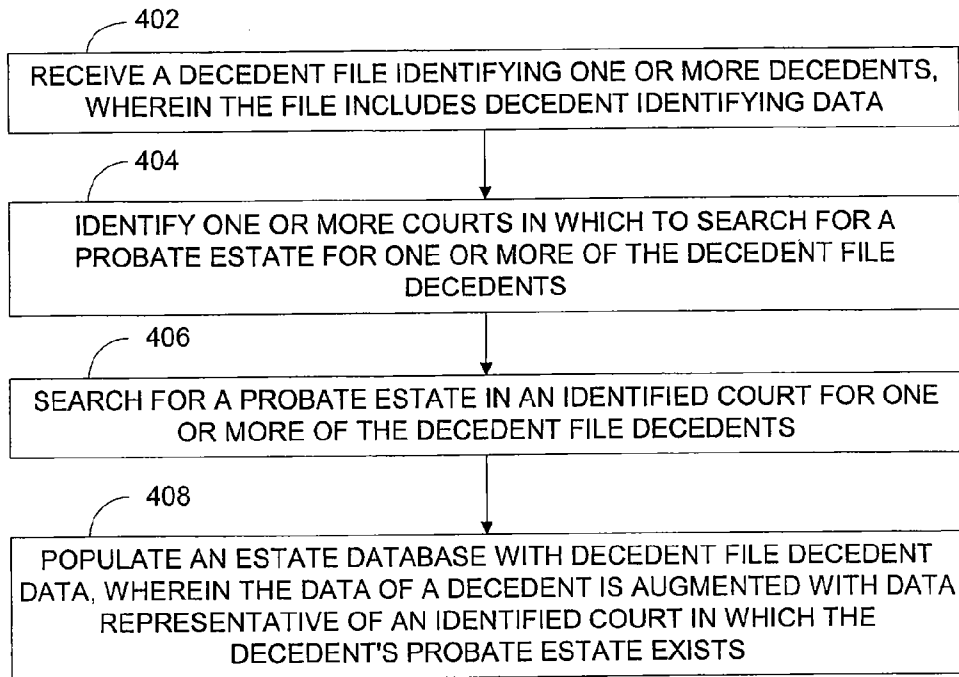 402
RECEIVE A DECEDENT FILE IDENTIFYING ONE OR MORE DECEDENTS,
WHEREIN THE FILE INCLUDES DECEDENT IDENTIFYING DATA
404
IDENTIFY ONE OR MORE COURTS IN WHICH TO SEARCH FOR A
PROBATE ESTATE FOR ONE OR MORE OF THE DECEDENT FILE
DECEDENTS
406
SEARCH FOR A PROBATE ESTATE IN AN IDENTIFIED COURT FOR ONE
OR MORE OF THE DECEDENT FILE DECEDENTS
408
POPULATE AN ESTATE DATABASE WITH DECEDENT FILE DECEDENT
DATA, WHEREIN THE DATA OF A DECEDENT IS AUGMENTED WITH DATA
REPRESENTATIVE OF AN IDENTIFIED COURT IN WHICH THE
DECEDENT'S PROBATE ESTATE EXISTS